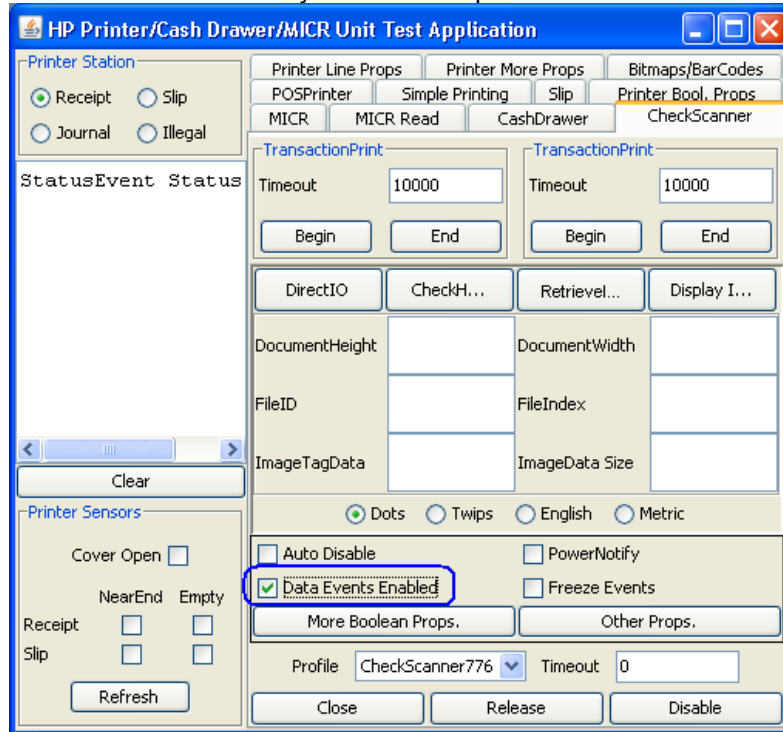 HP Printer/Cash Drawer/MICR Unit Test Application
Printer Station
Receipt Slip
Journal Illegal
StatusEvent Status
Clear
Printer Sensors
Cover Open
NearEnd Empty
Receipt
Slip
Refresh
Printer Line Props Printer More Props Bitmaps/BarCodes
POSPrinter Simple Printing Slip Printer Bool. Props
MICR MICR Read CashDrawer CheckScanner
TransactionPrint TransactionPrint
Timeout 10000 Timeout 10000
Begin End Begin End
DirectIO CheckH... Retrievel... Display I...
DocumentHeight DocumentWidth
FileID FileIndex
ImageTagData ImageData Size
Dots Twips English Metric
Auto Disable PowerNotify
Data Events Enabled Freeze Events
More Boolean Props. Other Props.
Profile CheckScanner776 Timeout 0
Close Release Disable